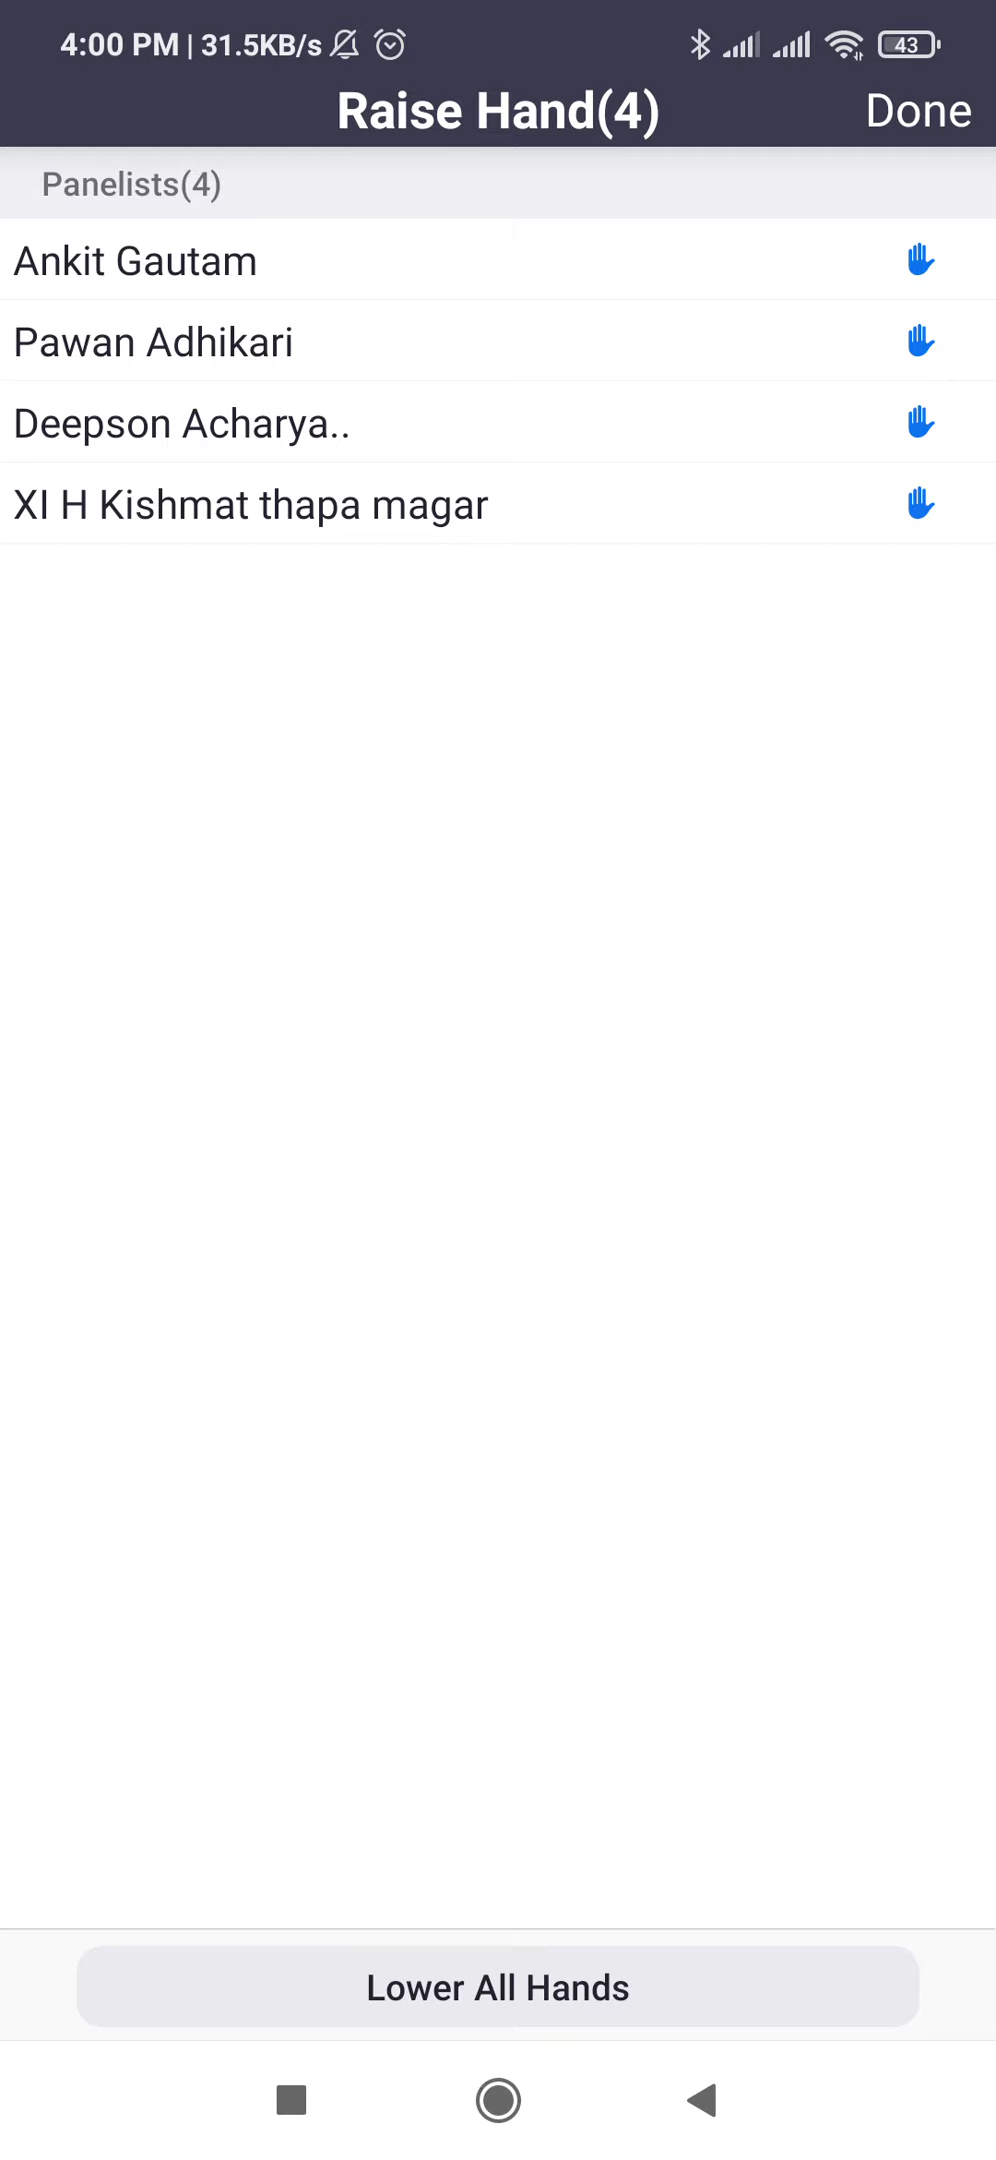 4:00 PM | 31.5KB/s 43
Raise Hand(4) Done
Panelists(4)
Ankit Gautam
Pawan Adhikari
Deepson Acharya..
XI H Kishmat thapa magar
Lower All Hands